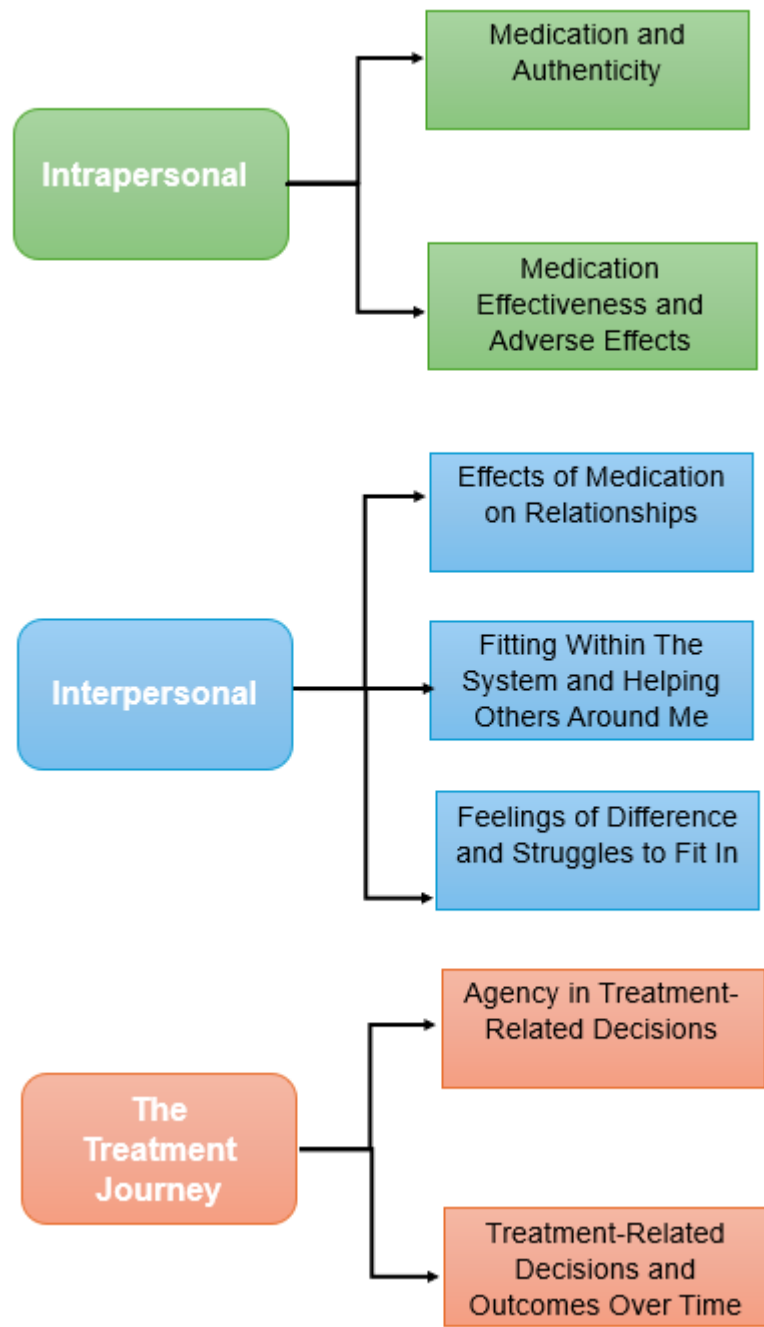 Intrapersonal
Medication and
Authenticity
Medication
Effectiveness and
Adverse Effects
Interpersonal
Effects of Medication
on Relationships
Fitting Within The
System and Helping
Others Around Me
Feelings of Difference
and Struggles to Fit In
The
Treatment
Journey
Agency in Treatment-
Related Decisions
Treatment-Related
Decisions and
Outcomes Over Time